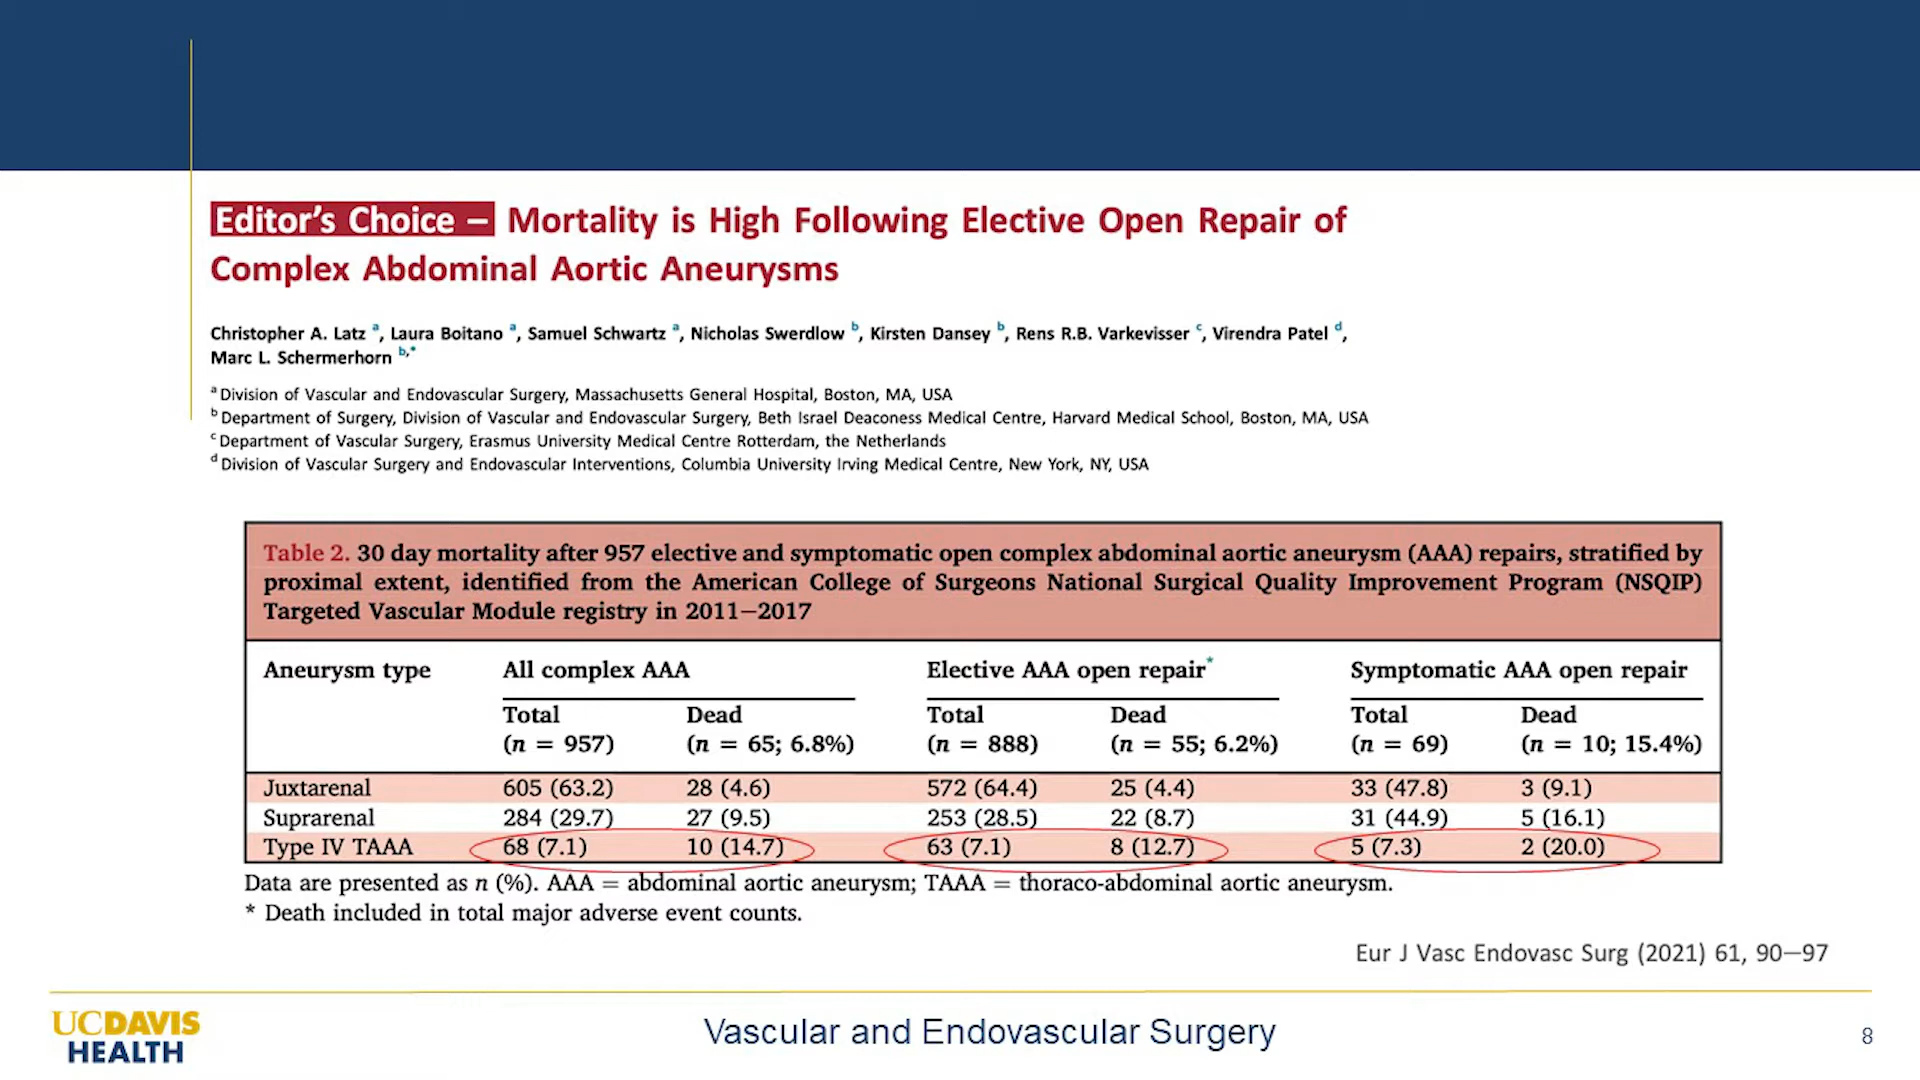 Editor's Choice – Mortality is High Following Elective Open Repair of
Complex Abdominal Aortic Aneurysms
Christopher A. Latz a, Laura Boitano a, Samuel Schwartz a, Nicholas Swerdlow b, Kirsten Dansey b, Rens R.B. Varkevisser c, Virendra Patel d,
Marc L. Schermerhorn b,*
a Division of Vascular and Endovascular Surgery, Massachusetts General Hospital, Boston, MA, USA
b Department of Surgery, Division of Vascular and Endovascular Surgery, Beth Israel Deaconess Medical Centre, Harvard Medical School, Boston, MA, USA
c Department of Vascular Surgery, Erasmus University Medical Centre Rotterdam, the Netherlands
d Division of Vascular Surgery and Endovascular Interventions, Columbia University Irving Medical Centre, New York, NY, USA
Table 2. 30 day mortality after 957 elective and symptomatic open complex abdominal aortic aneurysm (AAA) repairs, stratified by
proximal extent, identified from the American College of Surgeons National Surgical Quality Improvement Program (NSQIP)
Targeted Vascular Module registry in 2011–2017
Aneurysm type All complex AAA Elective AAA open repair* Symptomatic AAA open repair
Total Dead Total Dead Total Dead
(n = 957) (n = 65; 6.8%) (n = 888) (n = 55; 6.2%) (n = 69) (n = 10; 15.4%)
Juxtarenal 605 (63.2) 28 (4.6) 572 (64.4) 25 (4.4) 33 (47.8) 3 (9.1)
Suprarenal 284 (29.7) 27 (9.5) 253 (28.5) 22 (8.7) 31 (44.9) 5 (16.1)
Type IV TAAA 68 (7.1) 10 (14.7) 63 (7.1) 8 (12.7) 5 (7.3) 2 (20.0)
Data are presented as n (%). AAA = abdominal aortic aneurysm; TAAA = thoraco-abdominal aortic aneurysm.
* Death included in total major adverse event counts.
Eur J Vasc Endovasc Surg (2021) 61, 90–97
UCDAVIS
HEALTH
Vascular and Endovascular Surgery
8